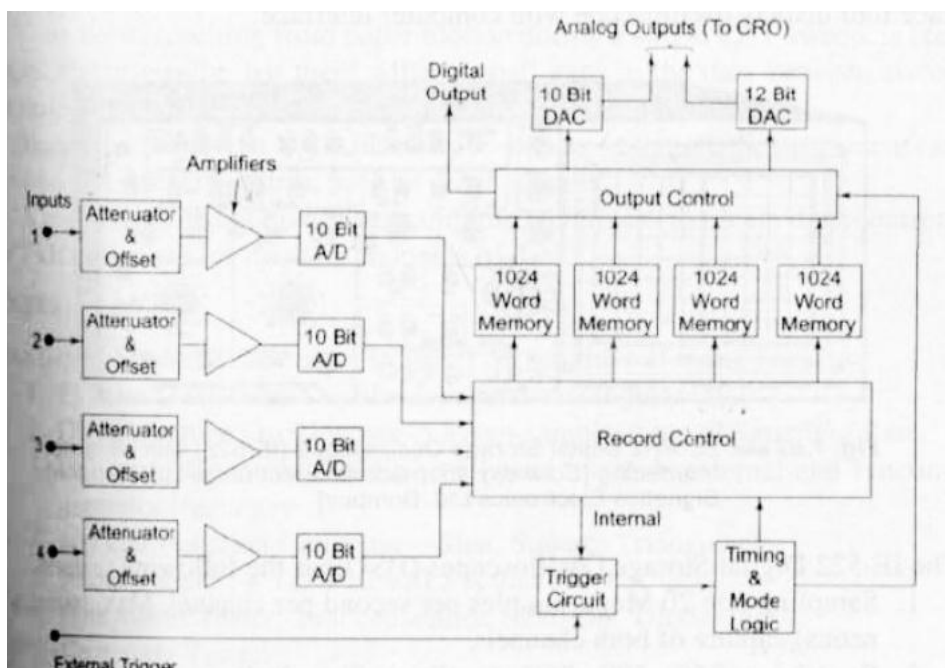 Analog Outputs (To CRO)
Digital
Output
10 Bit
DAC
12 Bit
DAC
Amplifiers
Inputs
Output Control
1
Attenuator
&
Offset
10 Bit
A/D
1024
Word
Memory
1024
Word
Memory
1024
Word
Memory
1024
Word
Memory
2
Attenuator
&
Offset
10 Bit
A/D
Record Control
3
Attenuator
&
Offset
10 Bit
A/D
Internal
4
Attenuator
&
Offset
10 Bit
A/D
Trigger
Circuit
Timing
&
Mode
Logic
External Trigger